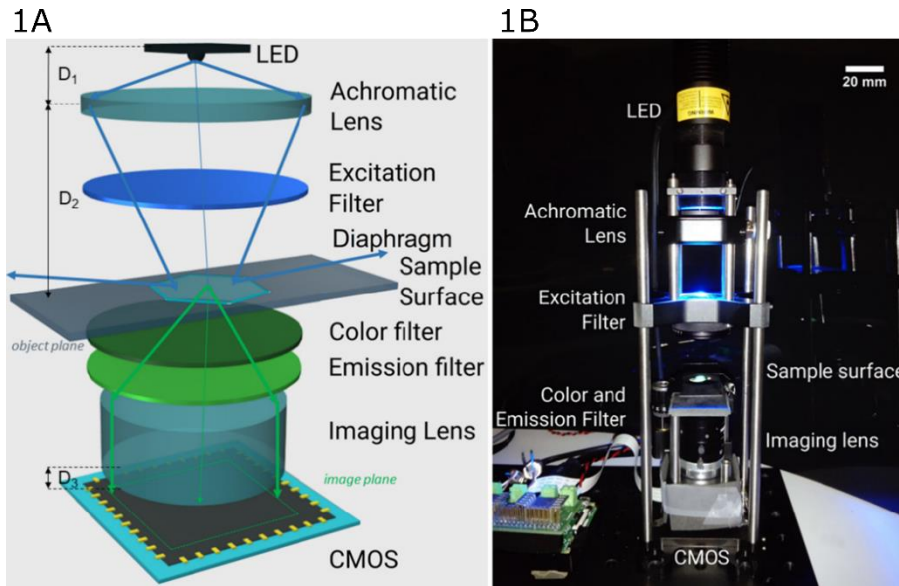 1A
1B
D1
D2
D3
LED
Achromatic
Lens
Excitation
Filter
Diaphragm
Sample
Surface
object plane
Color filter
Emission filter
Imaging Lens
image plane
CMOS
20 mm
LED
Achromatic
Lens
Excitation
Filter
Sample surface
Color and
Emission Filter
Imaging lens
CMOS